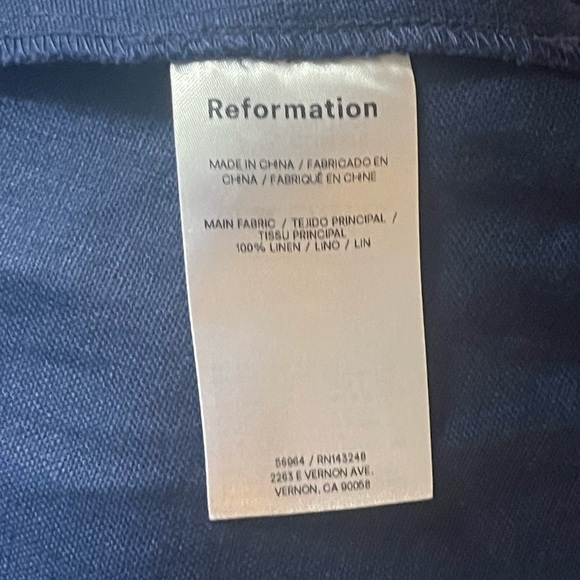 Reformation
MADE IN CHINA / FABRICADO EN
CHINA / FABRIQUÉ EN CHINE
MAIN FABRIC / TEJIDO PRINCIPAL /
TISSU PRINCIPAL
100% LINEN / LINO / LIN
56964 / RN143248
2263 E VERNON AVE.
VERNON, CA 90058